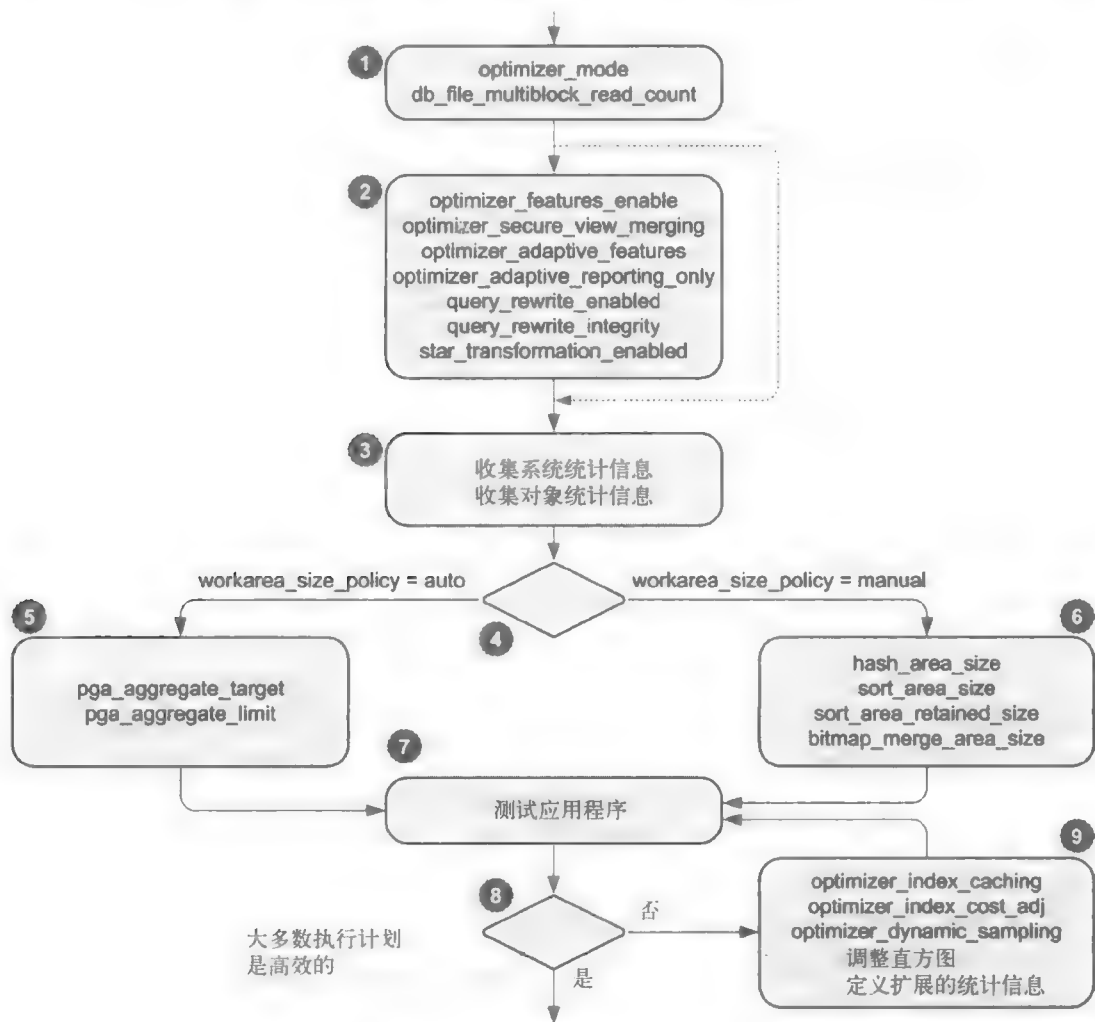 1
optimizer_mode
db_file_multiblock_read_count
2
optimizer_features_enable
optimizer_secure_view_merging
optimizer_adaptive_features
optimizer_adaptive_reporting_only
query_rewrite_enabled
query_rewrite_integrity
star_transformation_enabled
3
收集系统统计信息
收集对象统计信息
workarea_size_policy = auto
workarea_size_policy = manual
4
5
pga_aggregate_target
pga_aggregate_limit
6
hash_area_size
sort_area_size
sort_area_retained_size
bitmap_merge_area_size
7
测试应用程序
8
大多数执行计划
是高效的
否
是
9
optimizer_index_caching
optimizer_index_cost_adj
optimizer_dynamic_sampling
调整直方图
定义扩展的统计信息